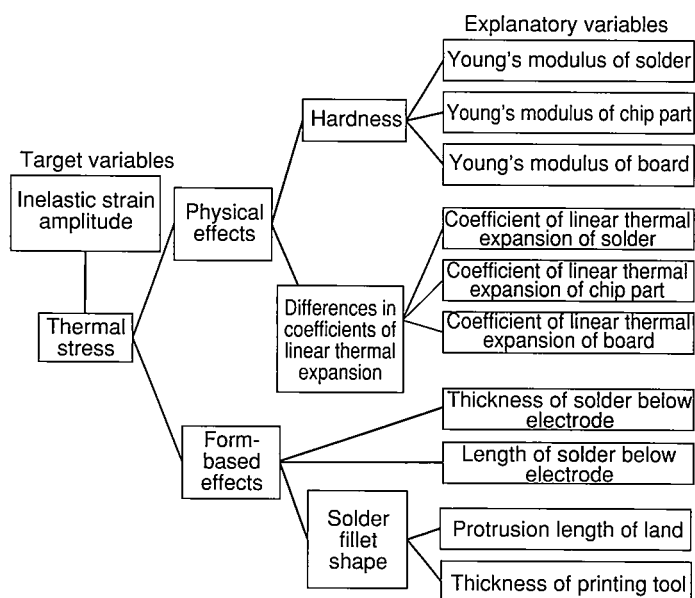 Explanatory variables
Young's modulus of solder
Young's modulus of chip part
Young's modulus of board
Hardness
Target variables
Inelastic strain
amplitude
Physical
effects
Coefficient of linear thermal
expansion of solder
Coefficient of linear thermal
expansion of chip part
Coefficient of linear thermal
expansion of board
Differences in
coefficients of
linear thermal
expansion
Thermal
stress
Form-
based
effects
Thickness of solder below
electrode
Length of solder below
electrode
Solder
fillet
shape
Protrusion length of land
Thickness of printing tool